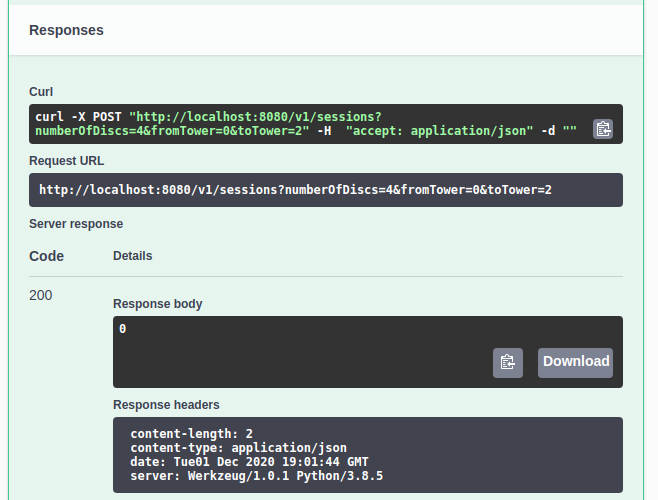 Responses
Curl
curl -X POST "http://localhost:8080/v1/sessions?
numberOfDiscs=4&fromTower=0&toTower=2" -H  "accept: application/json" -d ""
Request URL
http://localhost:8080/v1/sessions?numberOfDiscs=4&fromTower=0&toTower=2
Server response
Code Details
200
Response body
0
Download
Response headers
content-length: 2
content-type: application/json
date: Tue01 Dec 2020 19:01:44 GMT
server: Werkzeug/1.0.1 Python/3.8.5